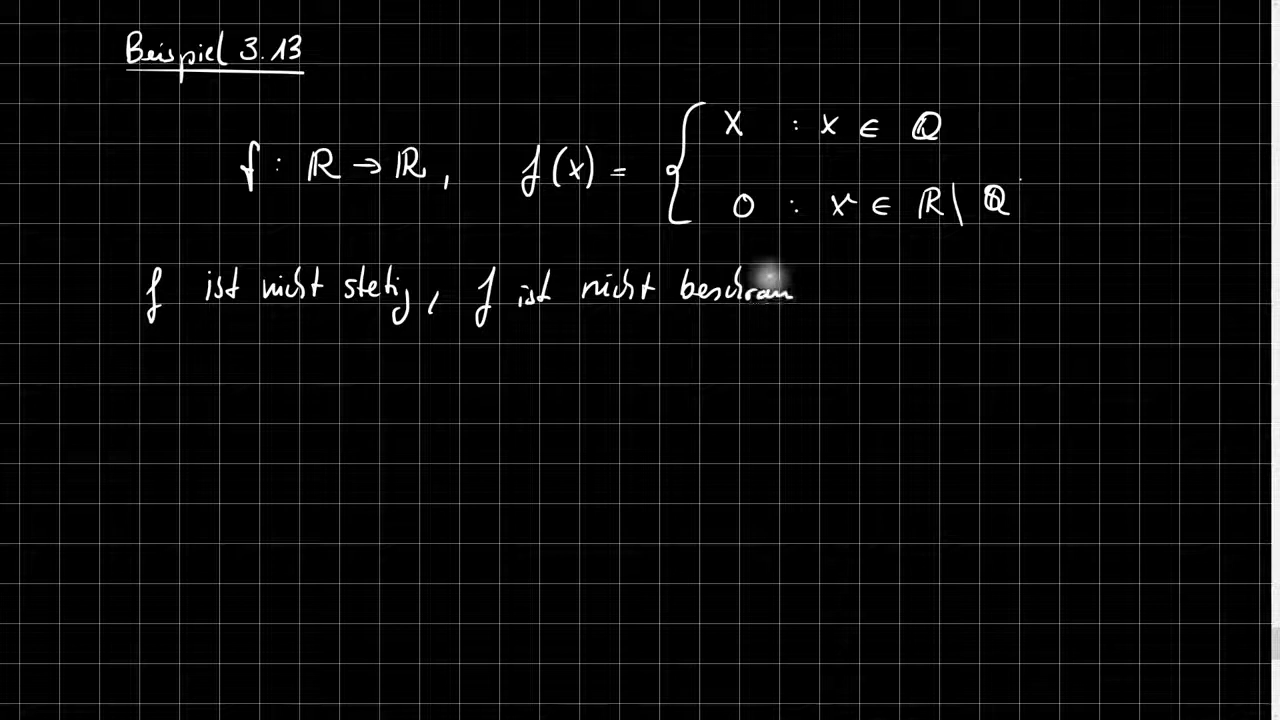 Beispiel 3.13
f : ℝ → ℝ, f(x) = { x : x ∈ ℚ
0 : x ∈ ℝ \ ℚ
f ist nicht stetig, f ist nicht beschrän